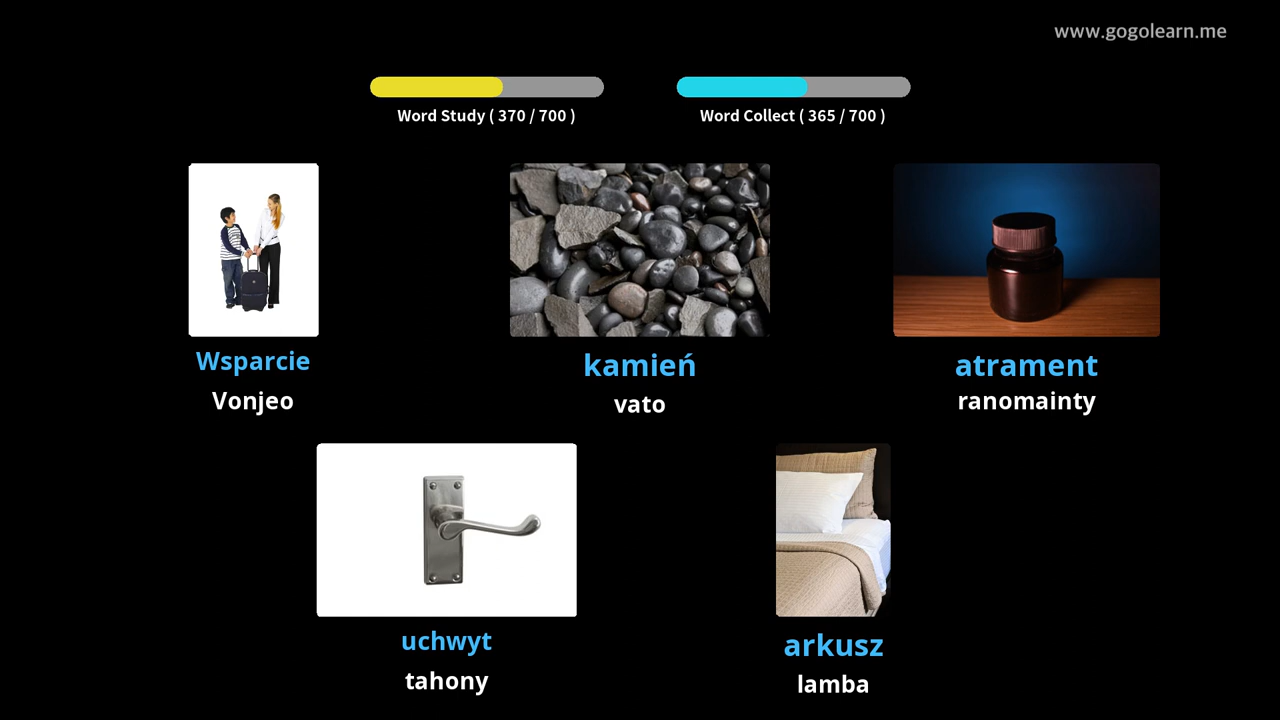 www.gogolearn.me
Word Study ( 370 / 700 )
Word Collect ( 365 / 700 )
Wsparcie
Vonjeo
kamień
vato
atrament
ranomainty
uchwyt
tahony
arkusz
lamba